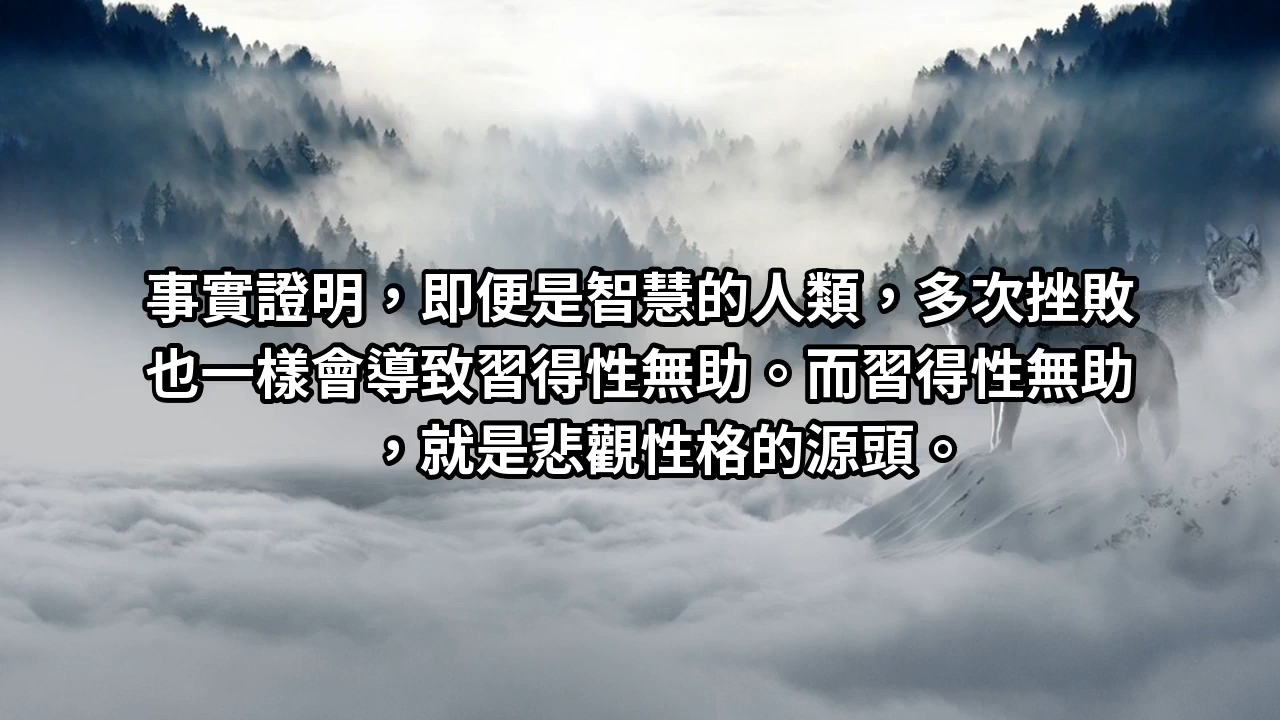 事實證明，即便是智慧的人類，多次挫敗
也一樣會導致習得性無助。而習得性無助
，就是悲觀性格的源頭。